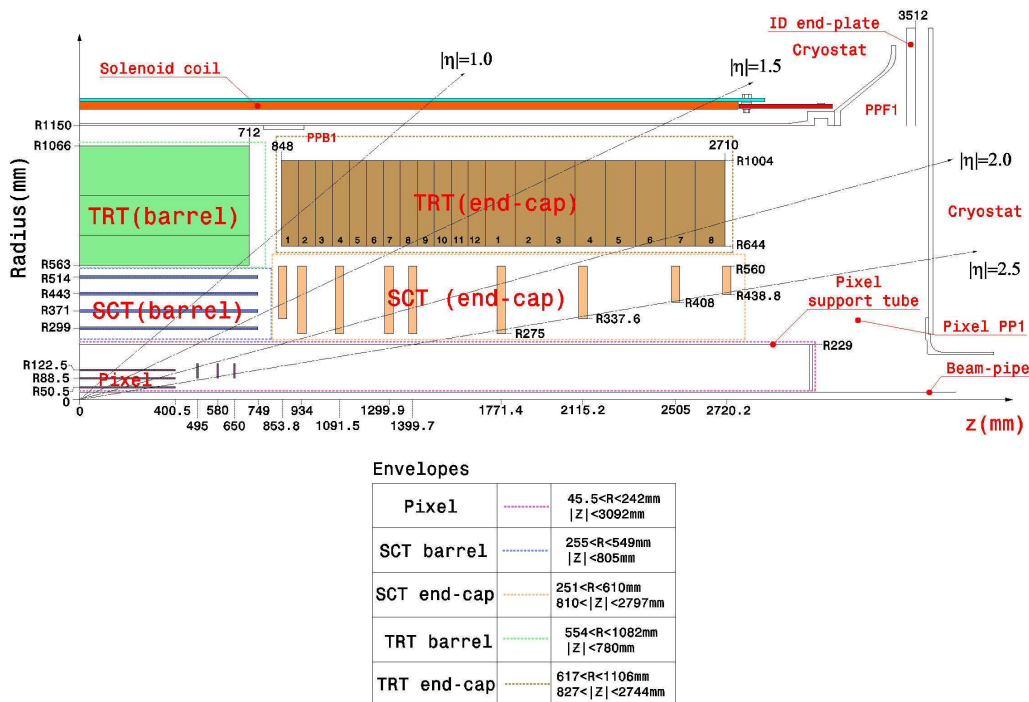 ID end-plate
3512
Cryostat
|η|=1.0
|η|=1.5
Solenoid coil
PPF1
R1150
PPB1
712
848
2710
R1066
R1004
|η|=2.0
TRT(barrel)
TRT(end-cap)
Cryostat
Radius(mm)
1 2 3 4 5 6 7 8 9 10 11 12 1 2 3 4 5 6 7 8
R644
R563
R560
R514
|η|=2.5
R443
SCT(barrel)
SCT (end-cap)
Pixel
support tube
R438.8
R408
R371
R337.6
Pixel PP1
R299
R275
R229
R122.5
Pixel
Beam-pipe
R88.5
R50.5
0
0
400.5
580
749
934
1299.9
1771.4
2115.2
2505
2720.2
z(mm)
495
650
853.8
1091.5
1399.7
Envelopes
Pixel
45.5<R<242mm
|Z|<3092mm
SCT barrel
255<R<549mm
|Z|<805mm
SCT end-cap
251<R<610mm
810<|Z|<2797mm
TRT barrel
554<R<1082mm
|Z|<780mm
TRT end-cap
617<R<1106mm
827<|Z|<2744mm